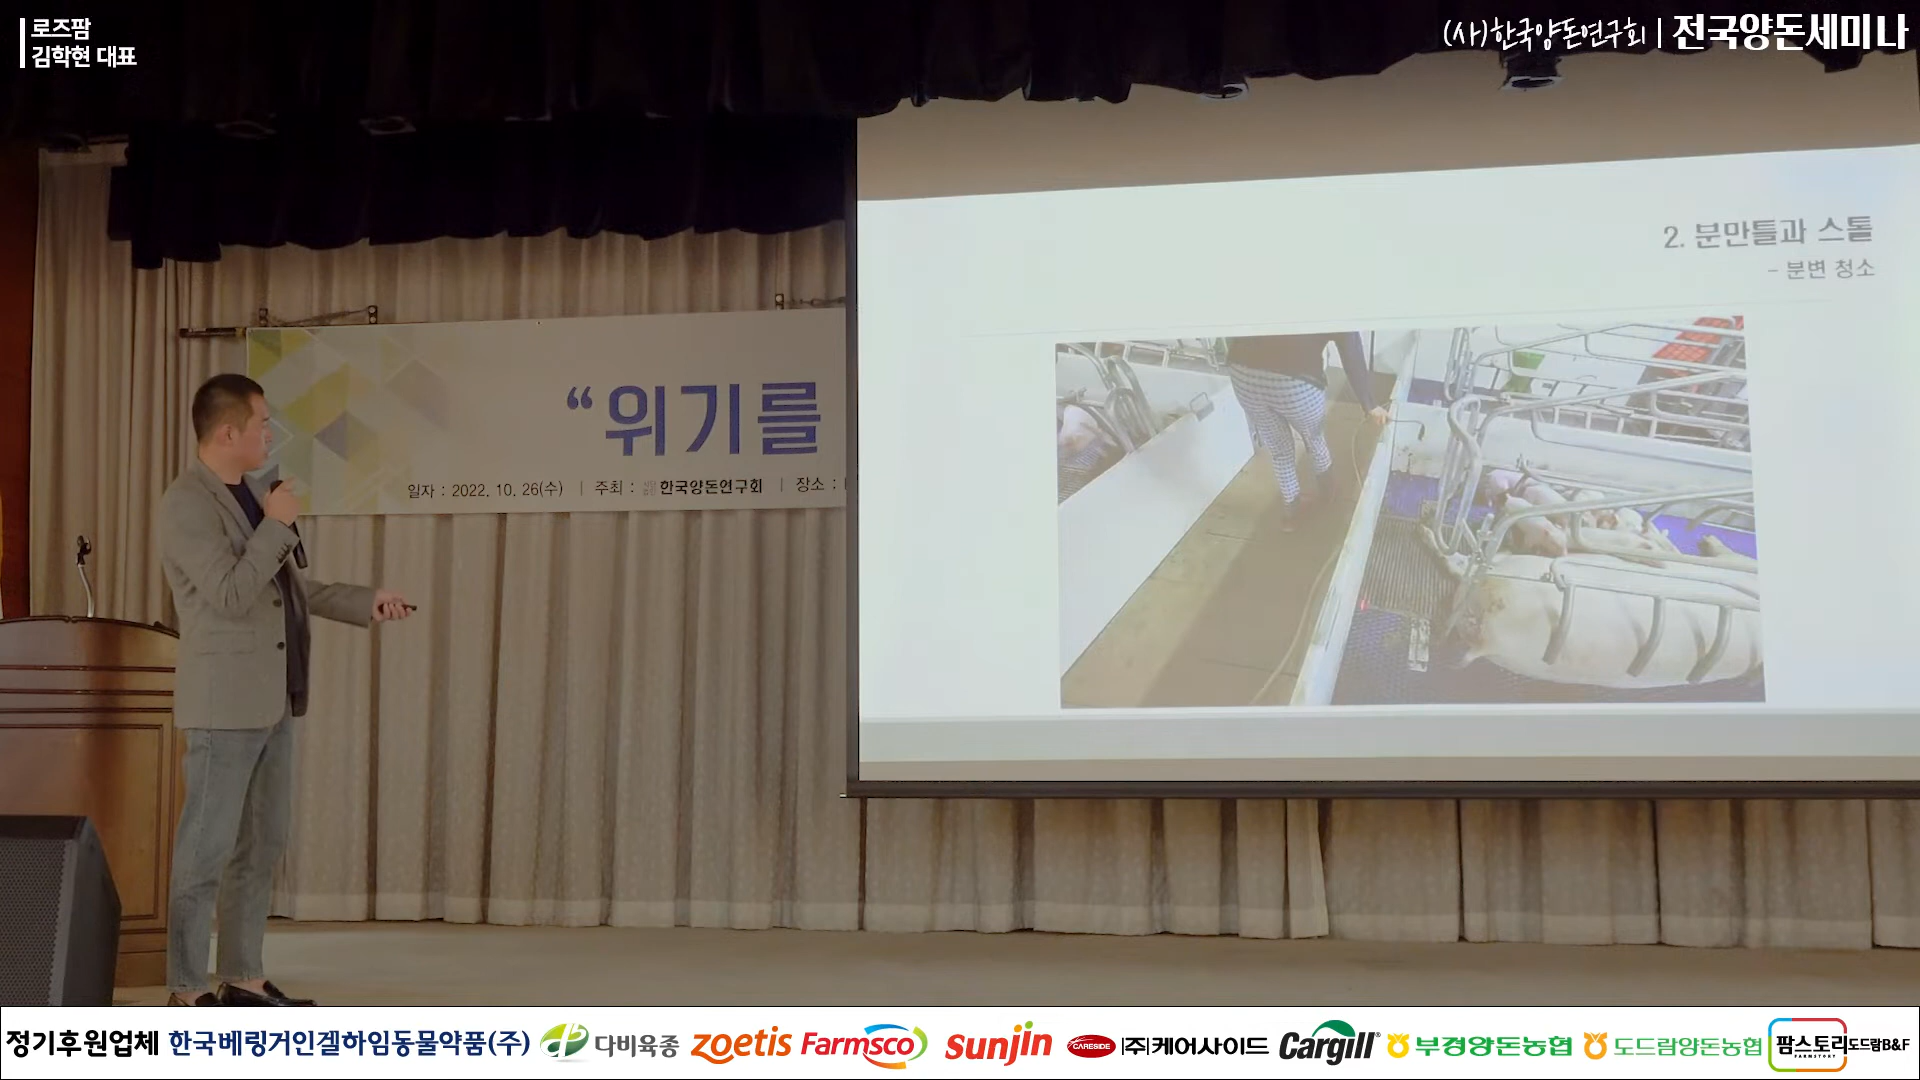 로즈팜
김학현 대표
(사)한국양돈연구회 | 전국양돈세미나
2. 분만틀과 스톨
- 분변 청소
“위기를
일자 : 2022. 10. 26(수) | 주최 : 한국양돈연구회 | 장소 :
정기후원업체 한국베링거인겔하임동물약품(주) 다비육종 zoetis Farmsco sunjin CARESIDE (주)케어사이드 Cargill® 부경양돈농협 도드람양돈농협 팜스토리 FARMSTORY 도드람B&F